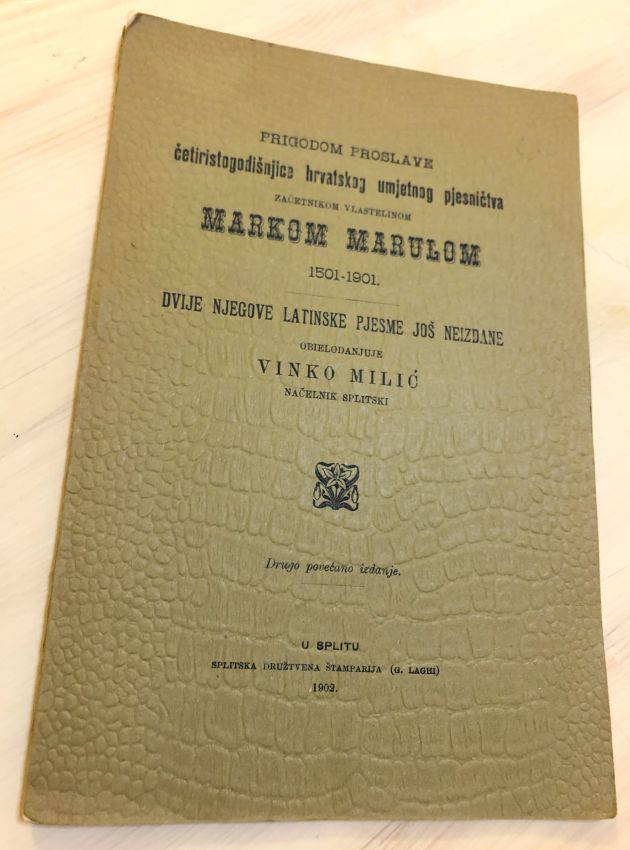 PRIGODOM PROSLAVE
četiristogodišnjice hrvatskog umjetnog pjesničtva
ZAČETNIKOM VLASTELINOM
MARKOM MARULOM
1501-1901.
DVIJE NJEGOVE LATINSKE PJESME JOŠ NEIZDANE
OBIELODANJUJE
VINKO MILIĆ
NAČELNIK SPLITSKI
Drugo povećano izdanje.
U SPLITU
SPLITSKA DRUŽTVENA ŠTAMPARIJA (G. LAGHI)
1902.